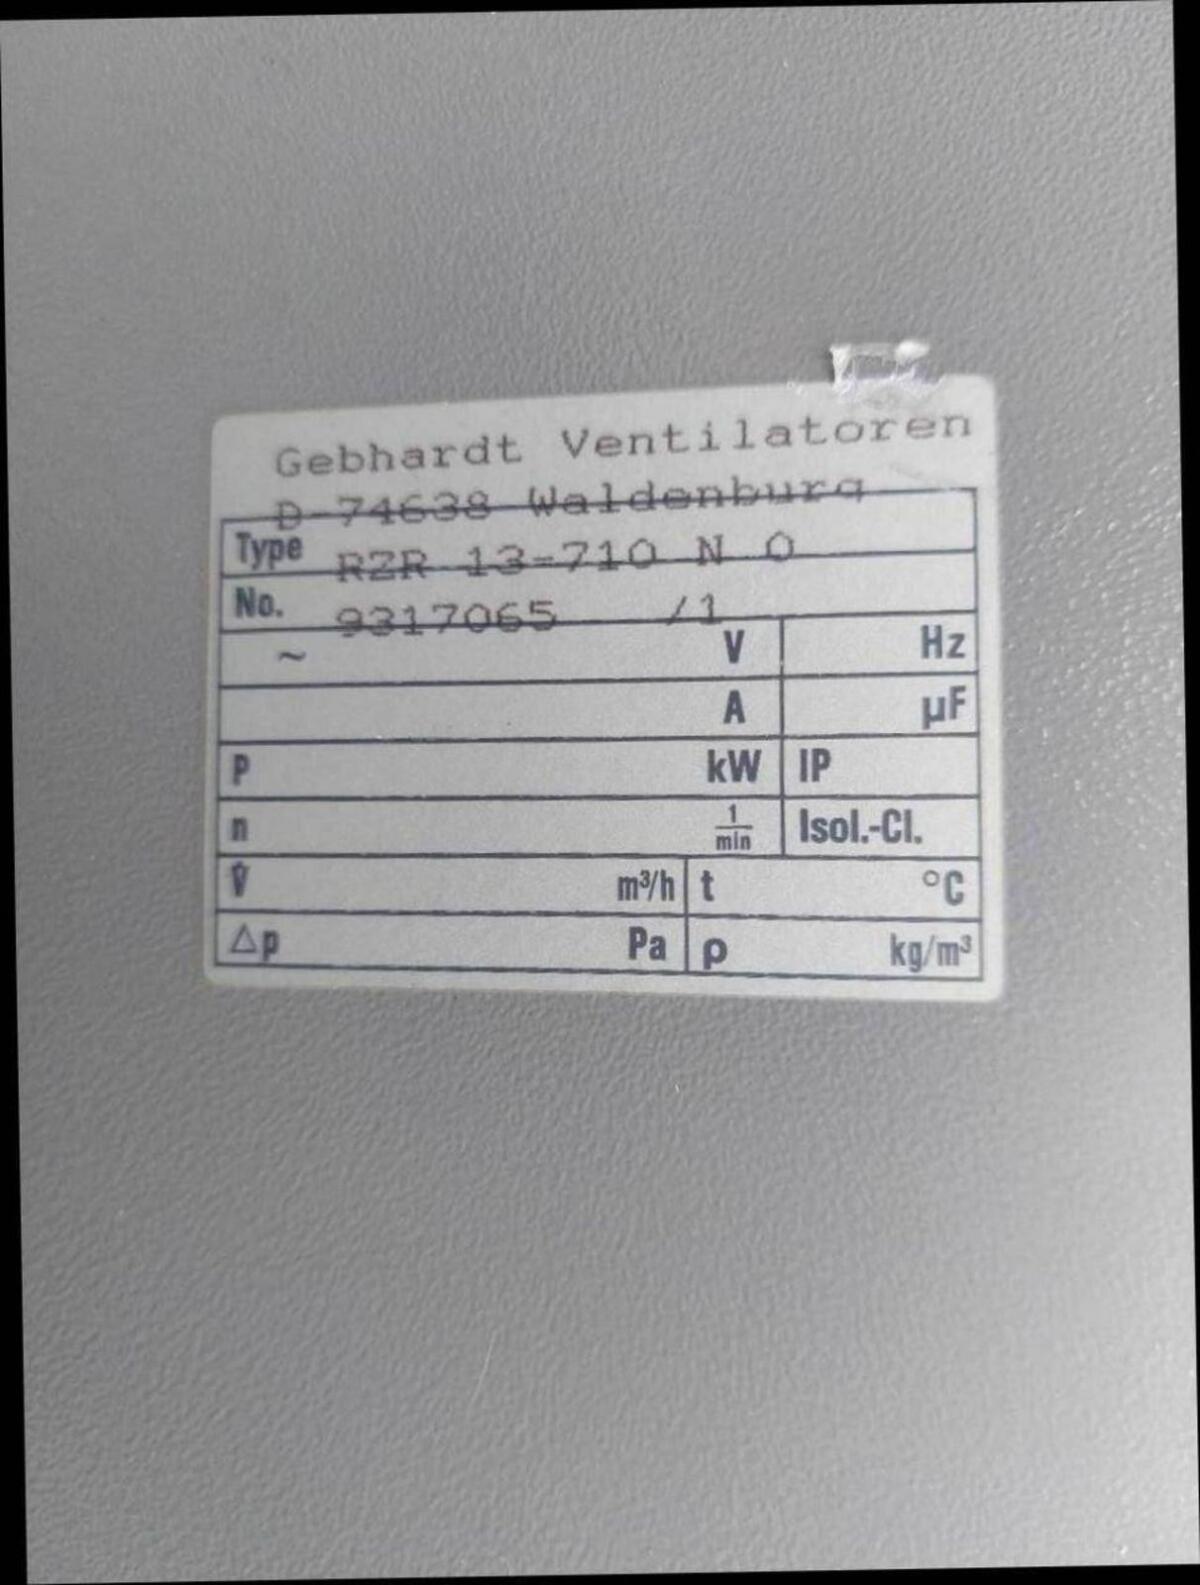 Gebhardt Ventilatoren
D-74638 Waldenburg
Type RZR 13-710 N O
No. 9317065 /1
~ V Hz
A µF
P kW IP
n 1/min Isol.-Cl.
V̇ m³/h t °C
△p Pa ρ kg/m³